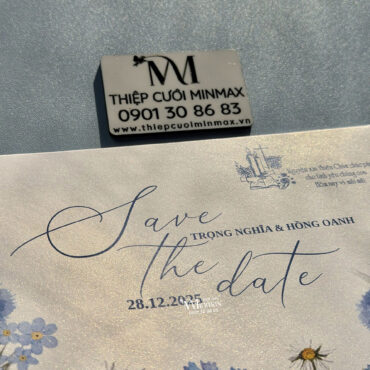 THIỆP CƯỚI MINMAX
0901 30 86 83
www.thiepcuoiminmax.vn
Save
TRỌNG NGHĨA & HỒNG OANH
the date
28.12.2025